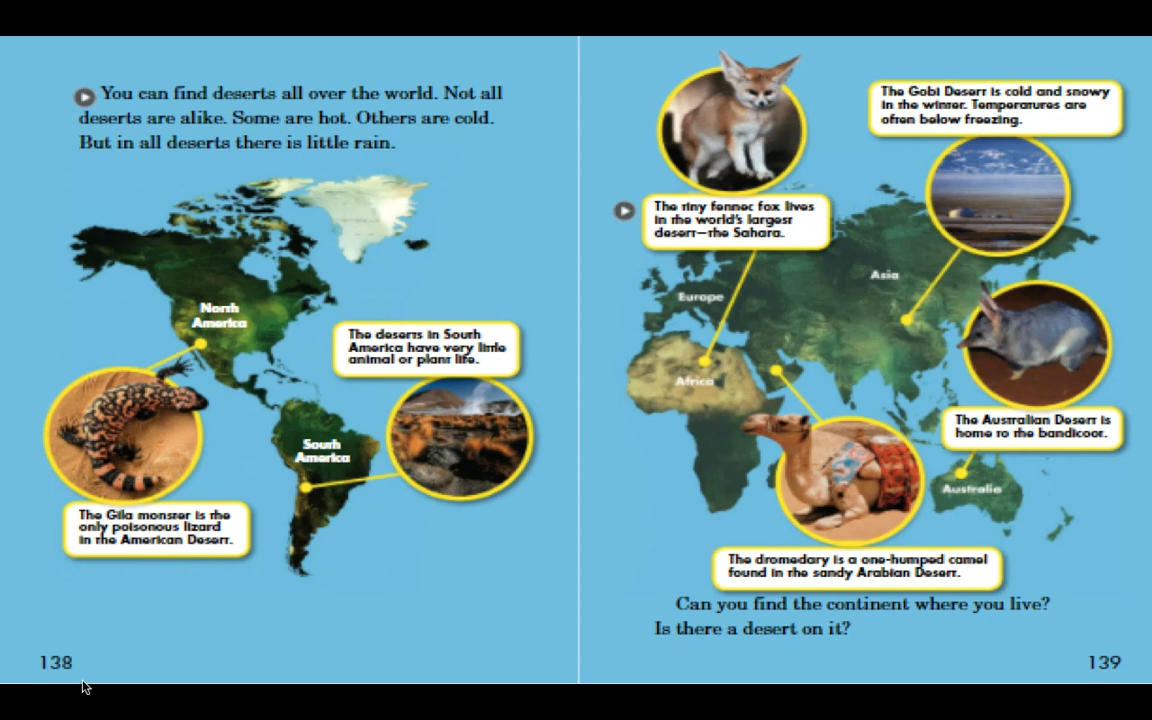 You can find deserts all over the world. Not all
deserts are alike. Some are hot. Others are cold.
But in all deserts there is little rain.
North
America
The deserts in South
America have very little
animal or plant life.
South
America
The Gila monster is the
only poisonous lizard
in the American Desert.
138
The Gobi Desert is cold and snowy
in the winter. Temperatures are
often below freezing.
The tiny fennec fox lives
in the world's largest
desert—the Sahara.
Asia
Europe
Africa
The Australian Desert is
home to the bandicoot.
Australia
The dromedary is a one-humped camel
found in the sandy Arabian Desert.
Can you find the continent where you live?
Is there a desert on it?
139